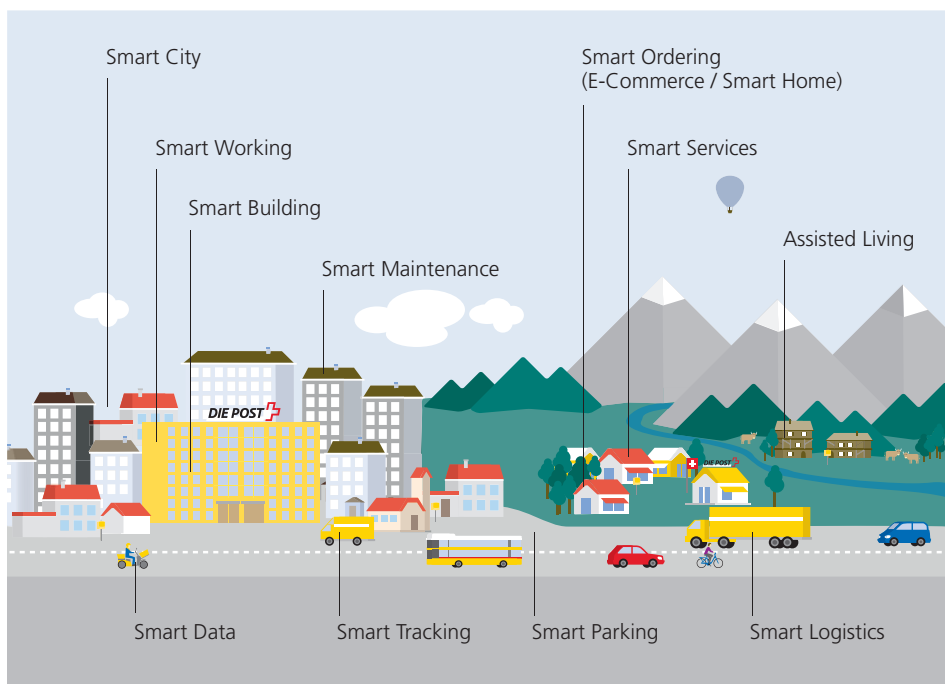 Smart City
Smart Ordering
(E-Commerce / Smart Home)
Smart Working
Smart Services
Smart Building
Assisted Living
Smart Maintenance
DIE POST
DIE POST
Smart Data
Smart Tracking
Smart Parking
Smart Logistics